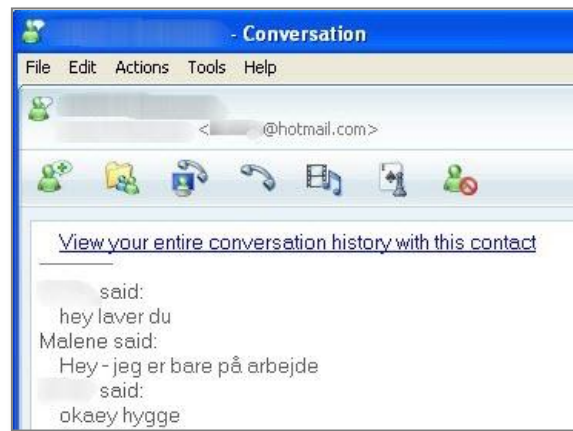 - Conversation
File Edit Actions Tools Help
< @hotmail.com>
View your entire conversation history with this contact
said:
hey laver du
Malene said:
Hey - jeg er bare på arbejde
said:
okaey hygge